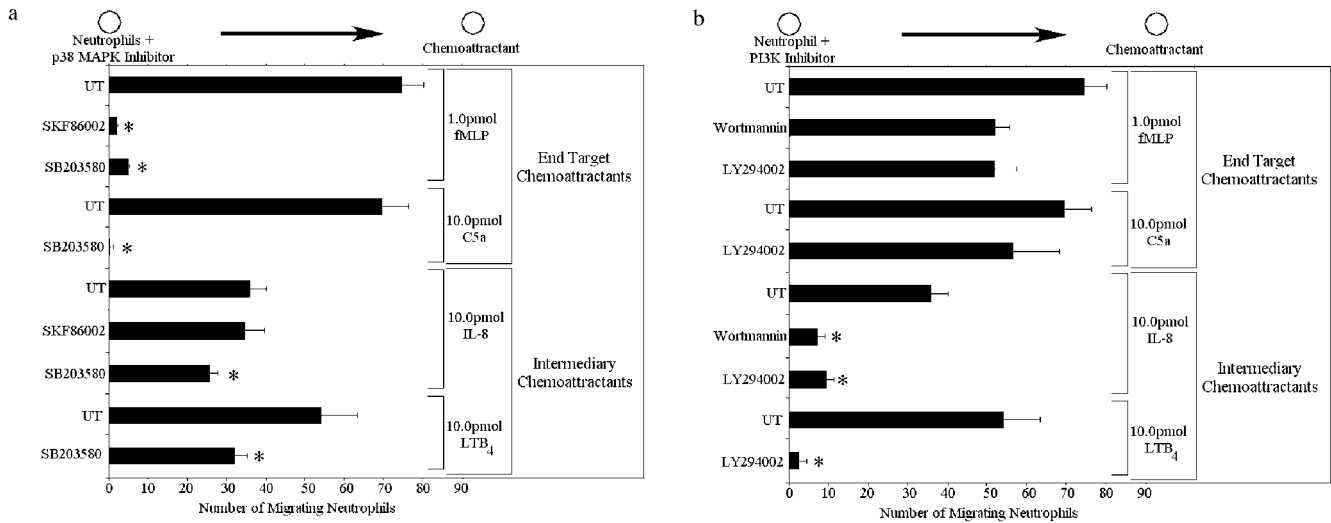 a
Neutrophils +
p38 MAPK Inhibitor
Chemoattractant
UT
SKF86002 *
SB203580 *
1.0pmol
fMLP
UT
SB203580 *
10.0pmol
C5a
End Target
Chemoattractants
UT
SKF86002
SB203580 *
10.0pmol
IL-8
UT
SB203580 *
10.0pmol
LTB4
Intermediary
Chemoattractants
0 10 20 30 40 50 60 70 80 90
Number of Migrating Neutrophils
b
Neutrophil +
PI3K Inhibitor
Chemoattractant
UT
Wortmannin
LY294002
1.0pmol
fMLP
UT
LY294002
10.0pmol
C5a
End Target
Chemoattractants
UT
Wortmannin *
LY294002 *
10.0pmol
IL-8
UT
LY294002 *
10.0pmol
LTB4
Intermediary
Chemoattractants
0 10 20 30 40 50 60 70 80 90
Number of Migrating Neutrophils